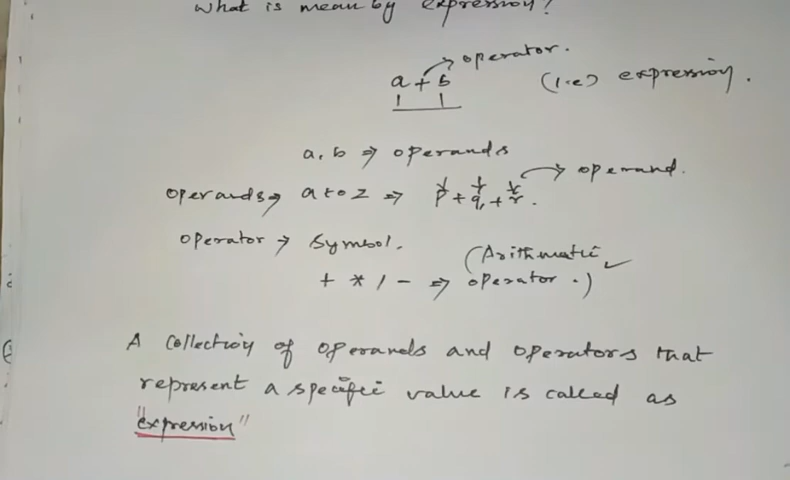 What is mean by expression?
operator.
a + b (i.e) expression.
a, b ⇒ operands
operands ⇒ a to z ⇒ p + q + r. → operand.
operator → Symbol.
+ * / - ⇒ (Arithmatic operator.)
A collection of operands and operators that
represent a specific value is called as
"expression"